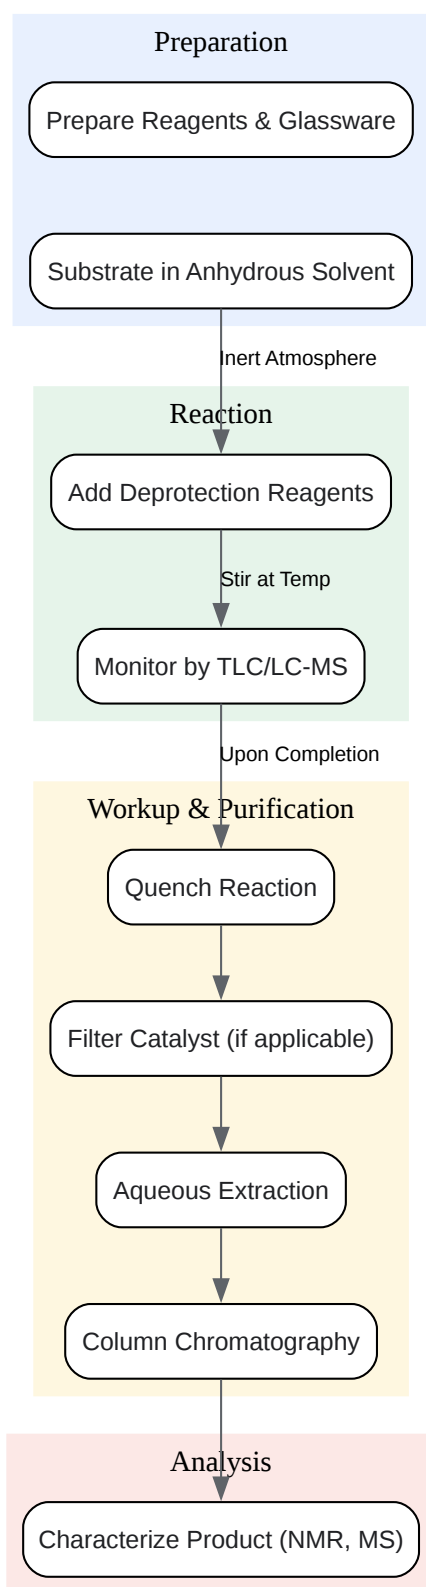 Preparation
Prepare Reagents & Glassware
Substrate in Anhydrous Solvent
Inert Atmosphere
Reaction
Add Deprotection Reagents
Stir at Temp
Monitor by TLC/LC-MS
Upon Completion
Workup & Purification
Quench Reaction
Filter Catalyst (if applicable)
Aqueous Extraction
Column Chromatography
Analysis
Characterize Product (NMR, MS)